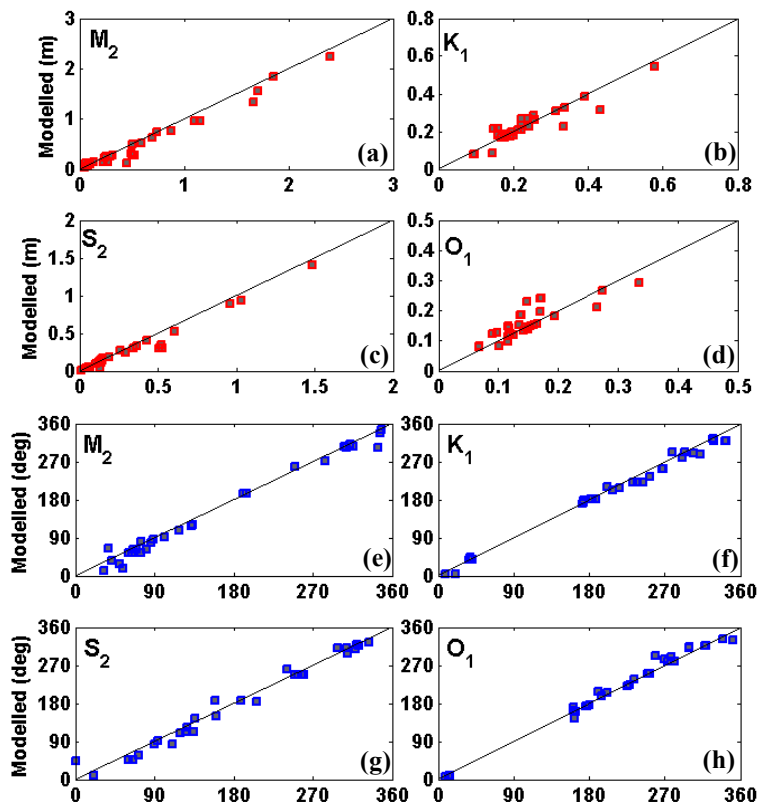 3 M2 0.8 K1
Modelled (m) 2 0.6
0.4
1 0.2
(a) (b)
0 0
0 1 2 3 0.2 0.4 0.6 0.8
2 S2 0.5 O1
Modelled (m) 1.5 0.4
1 0.3
0.5 0.2
(c) 0.1 (d)
0 0
0 0.5 1 1.5 2 0 0.1 0.2 0.3 0.4 0.5
360 M2 360 K1
Modelled (deg) 270 270
180 180
90 90
(e) (f)
0 0
0 90 180 270 360 0 90 180 270 360
360 S2 360 O1
Modelled (deg) 270 270
180 180
90 90
(g) (h)
0 0
0 90 180 270 360 0 90 180 270 360